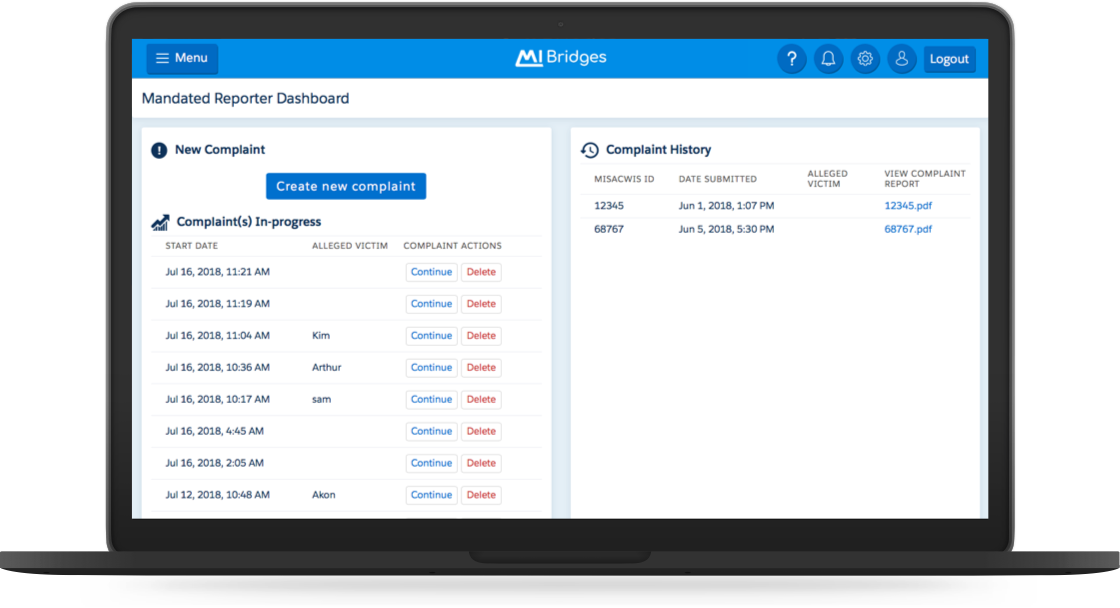 Menu
MI Bridges
?
Logout
Mandated Reporter Dashboard
New Complaint
Create new complaint
Complaint(s) In-progress
START DATE ALLEGED VICTIM COMPLAINT ACTIONS
Jul 16, 2018, 11:21 AM Continue Delete
Jul 16, 2018, 11:19 AM Continue Delete
Jul 16, 2018, 11:04 AM Kim Continue Delete
Jul 16, 2018, 10:36 AM Arthur Continue Delete
Jul 16, 2018, 10:17 AM sam Continue Delete
Jul 16, 2018, 4:45 AM Continue Delete
Jul 16, 2018, 2:05 AM Continue Delete
Jul 12, 2018, 10:48 AM Akon Continue Delete
Complaint History
MISACWIS ID DATE SUBMITTED ALLEGED VICTIM VIEW COMPLAINT REPORT
12345 Jun 1, 2018, 1:07 PM 12345.pdf
68767 Jun 5, 2018, 5:30 PM 68767.pdf